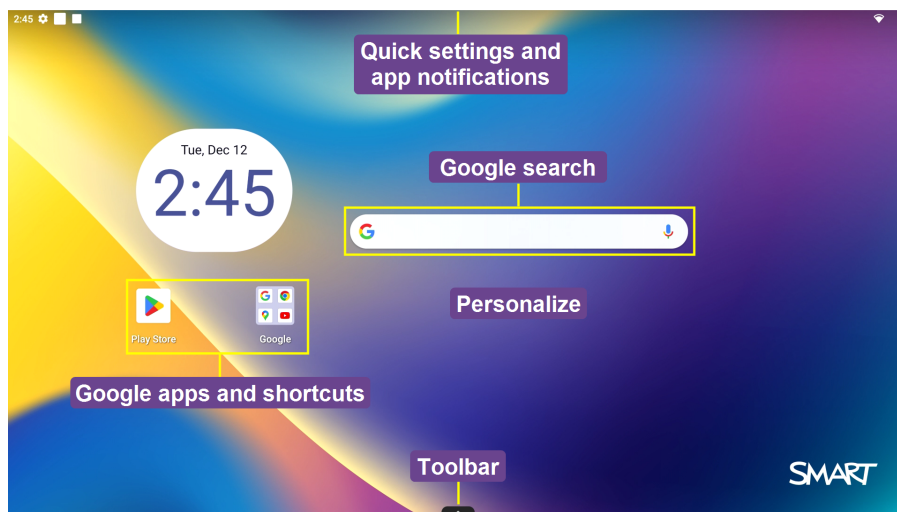 2:45
Quick settings and
app notifications
Tue, Dec 12
2:45
Google search
Personalize
Play Store
Google
Google apps and shortcuts
Toolbar
SMART